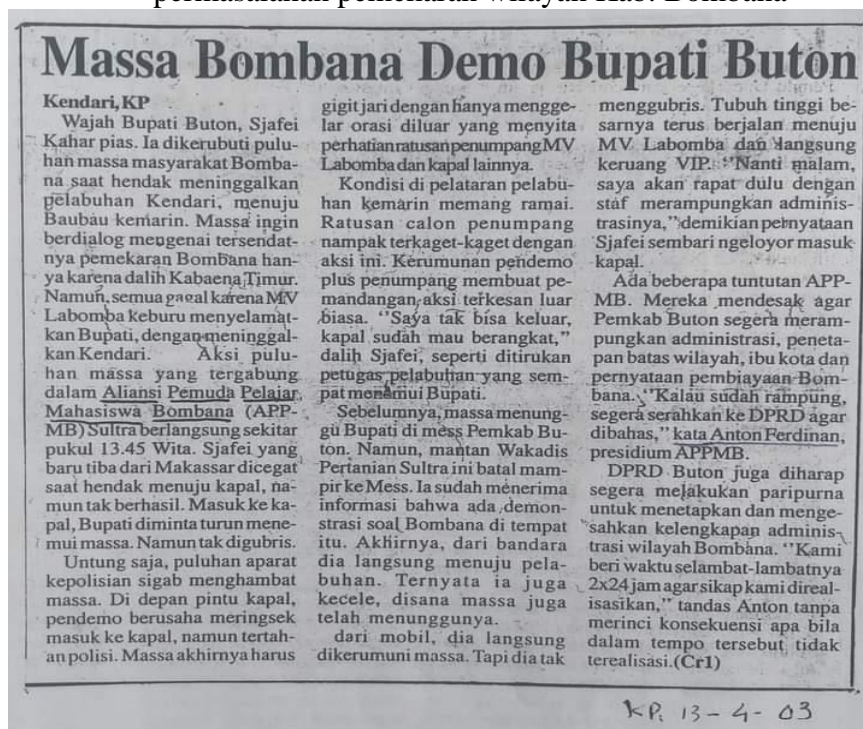 permasalahan pemekaran wilayah Kab. Bombana
Massa Bombana Demo Bupati Buton
Kendari,KP
Wajah Bupati Buton, Sjafei
Kahar pias. Ia dikerubuti pulu-
han massa masyarakat Bomba-
na saat hendak meninggalkan
pelabuhan Kendari, menuju
Baubau kemarin. Massa ingin
berdialog mengenai tersendat-
nya pemekaran Bombana han-
ya karena dalih Kabaena Timur.
Namun, semua gagal karena MV
Labomba keburu menyelamat-
kan Bupati, dengan meninggal-
kan Kendari. Aksi pulu-
han massa yang tergabung
dalam Aliansi Pemuda Pelajar
Mahasiswa Bombana (APP-
MB) Sultra berlangsung sekitar
pukul 13.45 Wita. Sjafei yang
baru tiba dari Makassar dicegat
saat hendak menuju kapal, na-
mun tak berhasil. Masuk ke ka-
pal, Bupati diminta turun mene-
mui massa. Namun tak digubris.
Untung saja, puluhan aparat
kepolisian sigab menghambat
massa. Di depan pintu kapal,
pendemo berusaha meringsek
masuk ke kapal, namun tertah-
an polisi. Massa akhirnya harus
gigit jari dengan hanya mengge-
lar orasi diluar yang menyita
perhatian ratusan penumpang MV
Labomba dan kapal lainnya.
Kondisi di pelataran pelabu-
han kemarin memang ramai.
Ratusan calon penumpang
nampak terkaget-kaget dengan
aksi ini. Kerumunan pendemo
plus penumpang membuat pe-
mandangan aksi terkesan luar
biasa. "Saya tak bisa keluar,
kapal sudah mau berangkat,"
dalih Sjafei, seperti ditirukan
petugas pelabuhan yang sem-
pat menemui Bupati.
Sebelumnya, massa menung-
gu Bupati di mess Pemkab Bu-
ton. Namun, mantan Wakadis
Pertanian Sultra ini batal mam-
pir ke Mess. Ia sudah menerima
informasi bahwa ada demon-
strasi soal Bombana di tempat
itu. Akhirnya, dari bandara
dia langsung menuju pela-
buhan. Ternyata ia juga
kecele, disana massa juga
telah menunggunya.
dari mobil, dia langsung
dikerumuni massa. Tapi dia tak
menggubris. Tubuh tinggi be-
sarnya terus berjalan menuju
MV. Labomba dan langsung
keruang VIP. "Nanti malam,
saya akan rapat dulu dengan
staf merampungkan adminis-
trasinya," demikian pernyataan
Sjafei sembari ngeloyor masuk
kapal.
Ada beberapa tuntutan APP-
MB. Mereka mendesak agar
Pemkab Buton segera meram-
pungkan administrasi, peneta-
pan batas wilayah, ibu kota dan
pernyataan pembiayaan Bom-
bana. "Kalau sudah rampung,
segera serahkan ke DPRD agar
dibahas," kata Anton Ferdinan,
presidium APPMB.
DPRD Buton juga diharap
segera melakukan paripurna
untuk menetapkan dan menge-
sahkan kelengkapan adminis-
trasi wilayah Bombana. "Kami
beri waktu selambat-lambatnya
2x24 jam agar sikap kami direal-
isasikan," tandas Anton tanpa
merinci konsekuensi apa bila
dalam tempo tersebut tidak
terealisasi.(Cr1)
KP. 13-4-03